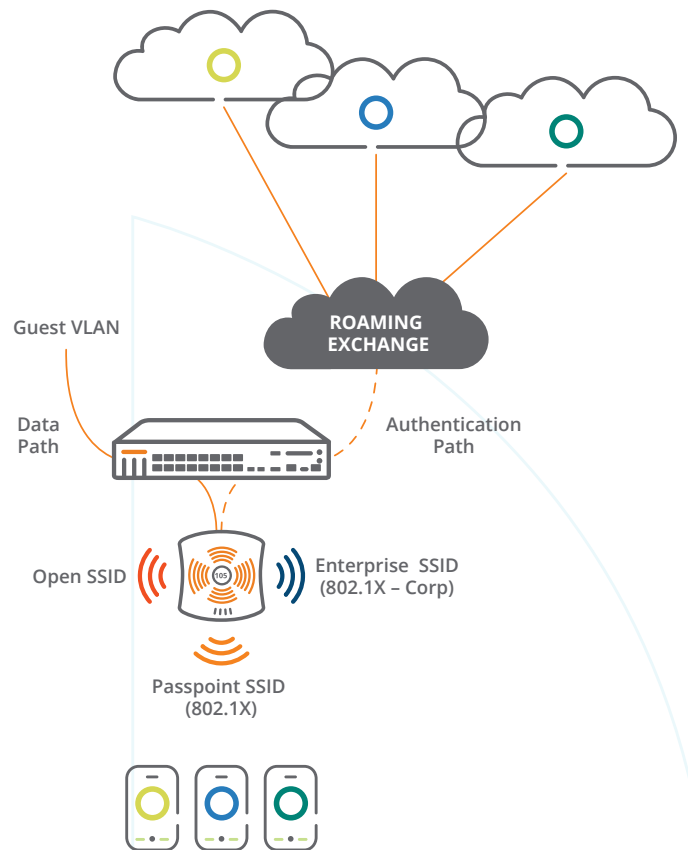 ROAMING
EXCHANGE
Guest VLAN
Data
Path
Authentication
Path
Open SSID
105
Enterprise SSID
(802.1X – Corp)
Passpoint SSID
(802.1X)